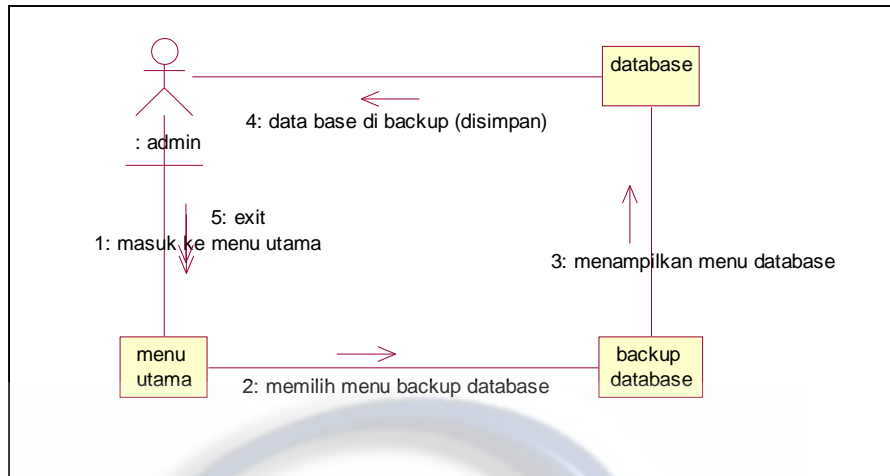 database
4: data base di backup (disimpan)
: admin
5: exit
1: masuk ke menu utama
3: menampilkan menu database
menu
utama
2: memilih menu backup database
backup
database